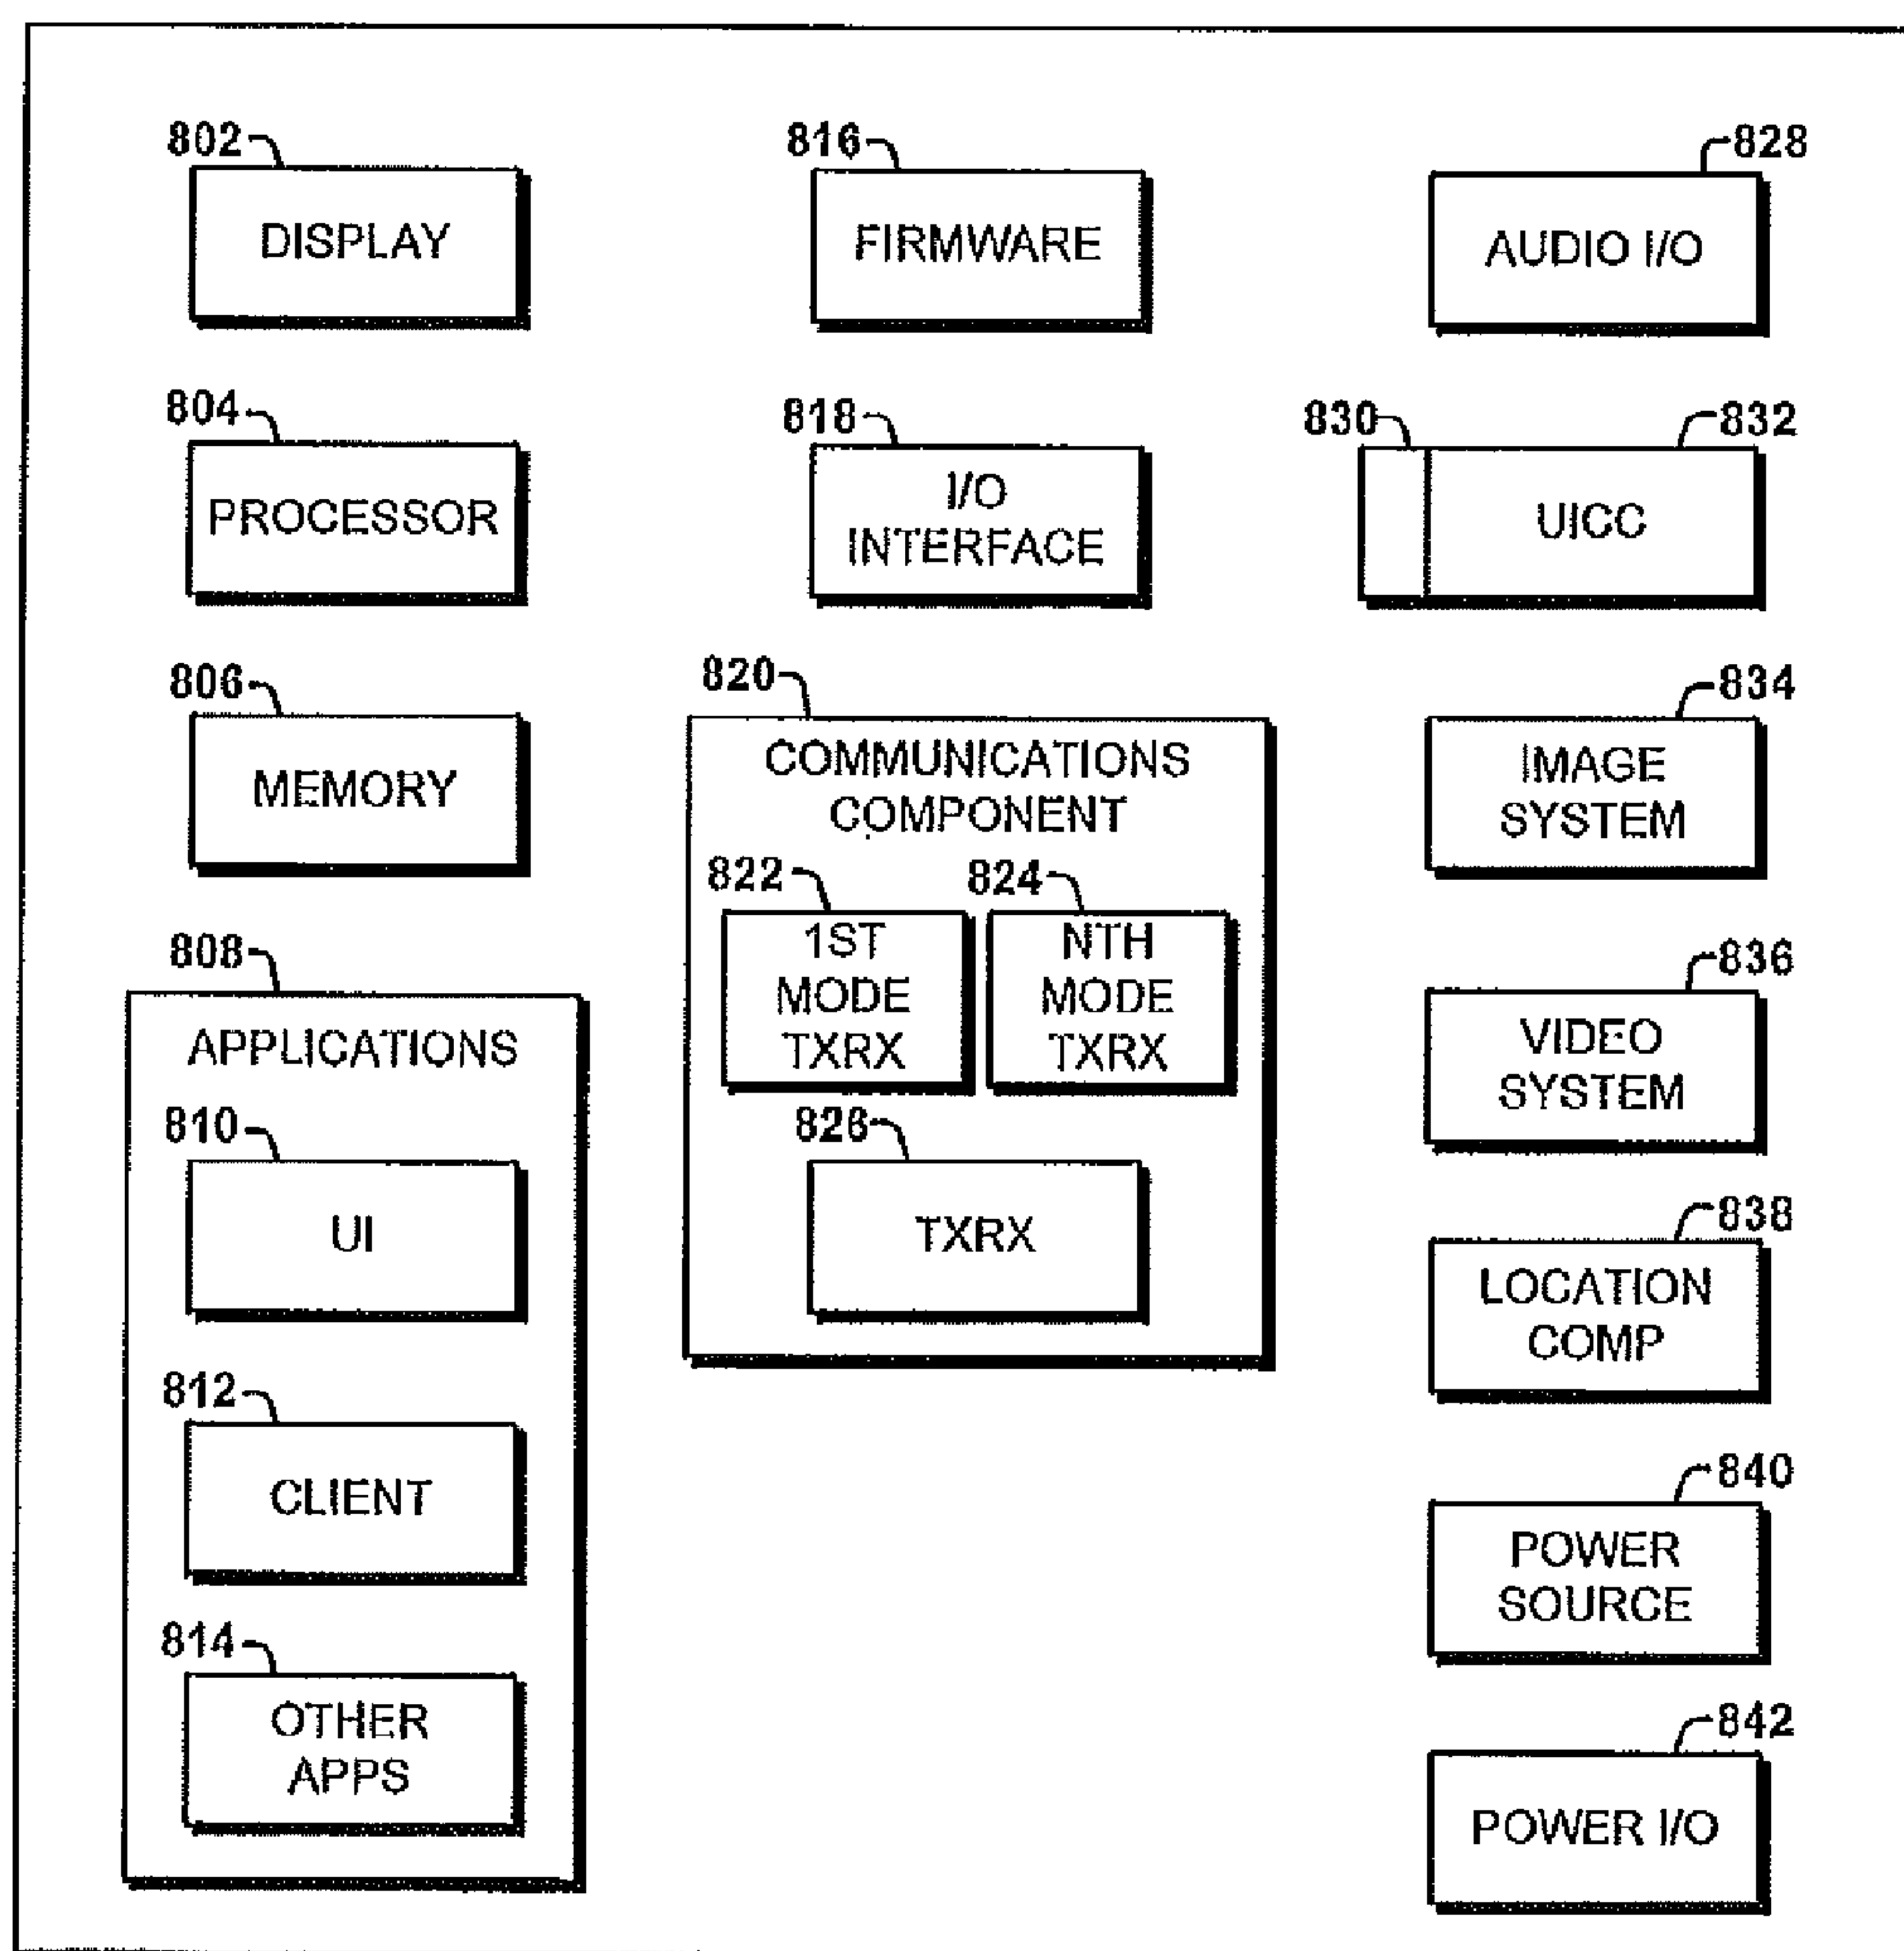 802
DISPLAY
804
PROCESSOR
806
MEMORY
808
APPLICATIONS
810
UI
812
CLIENT
814
OTHER
APPS
816
FIRMWARE
818
I/O
INTERFACE
820
COMMUNICATIONS
COMPONENT
822
1ST
MODE
TXRX
824
NTH
MODE
TXRX
826
TXRX
828
AUDIO I/O
830
832
UICC
834
IMAGE
SYSTEM
836
VIDEO
SYSTEM
838
LOCATION
COMP
840
POWER
SOURCE
842
POWER I/O